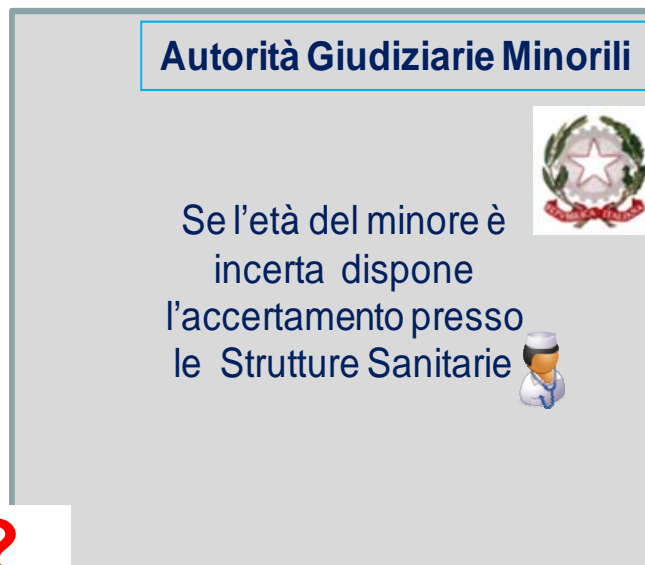 Autorità Giudiziarie Minorili
Se l'età del minore è
incerta dispone
l'accertamento presso
le Strutture Sanitarie
?